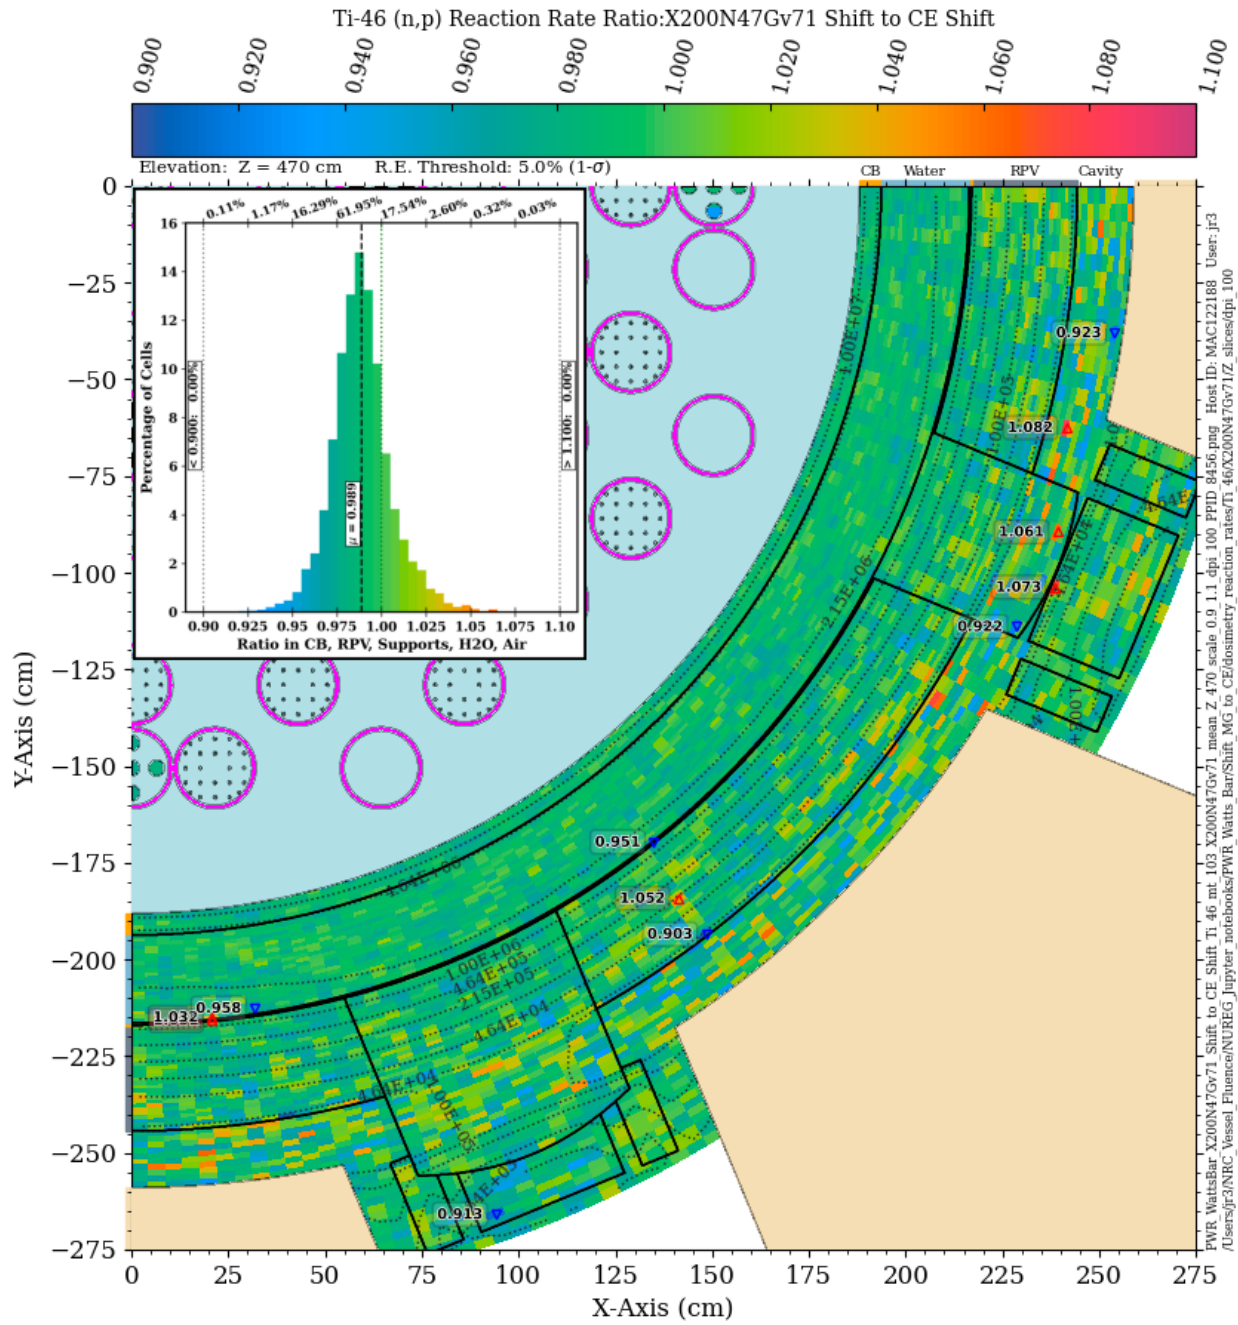 Ti-46 (n,p) Reaction Rate Ratio:X200N47Gv71 Shift to CE Shift
0.900 0.920 0.940 0.960 0.980 1.000 1.020 1.040 1.060 1.080 1.100
Elevation: Z = 470 cm R.E. Threshold: 5.0% (1-σ)
CB Water RPV Cavity
0.11% 1.17% 16.29% 61.95% 17.54% 2.60% 0.32% 0.03%
16
14
12
10
8
6
4
2
0
Percentage of Cells
< 0.900: 0.00%
> 1.100: 0.00%
μ = 0.989
0.90 0.925 0.95 0.975 1.00 1.025 1.05 1.075 1.10
Ratio in CB, RPV, Supports, H2O, Air
0
−25
−50
−75
−100
−125
−150
−175
−200
−225
−250
−275
Y-Axis (cm)
1.00E+07
0.923
1.00E+05
1.082
1.061
1.073
0.922
2.15E+06
0.951
1.052
0.903
4.64E+06
1.00E+06
4.64E+05
2.15E+05
4.64E+04
0.958
1.032
4.64E+04
1.00E+05
0.913
0 25 50 75 100 125 150 175 200 225 250 275
X-Axis (cm)
PWR_WattsBar_X200N47Gv71_Shift_to_CE_Shift_Ti_46_mt_103_X200N47Gv71_mean_Z_470_scale_0.9_1.1_dpi_100_PPID_8456.png Host ID: MAC122188 User: jr3
/Users/jr3/NRC_Vessel_Fluence/NUREG_Jupyter_notebooks/PWR_Watts_Bar/Shift_MG_to_CE/dosimetry_reaction_rates/Ti_46/X200N47Gv71/Z_slices/dpi_100